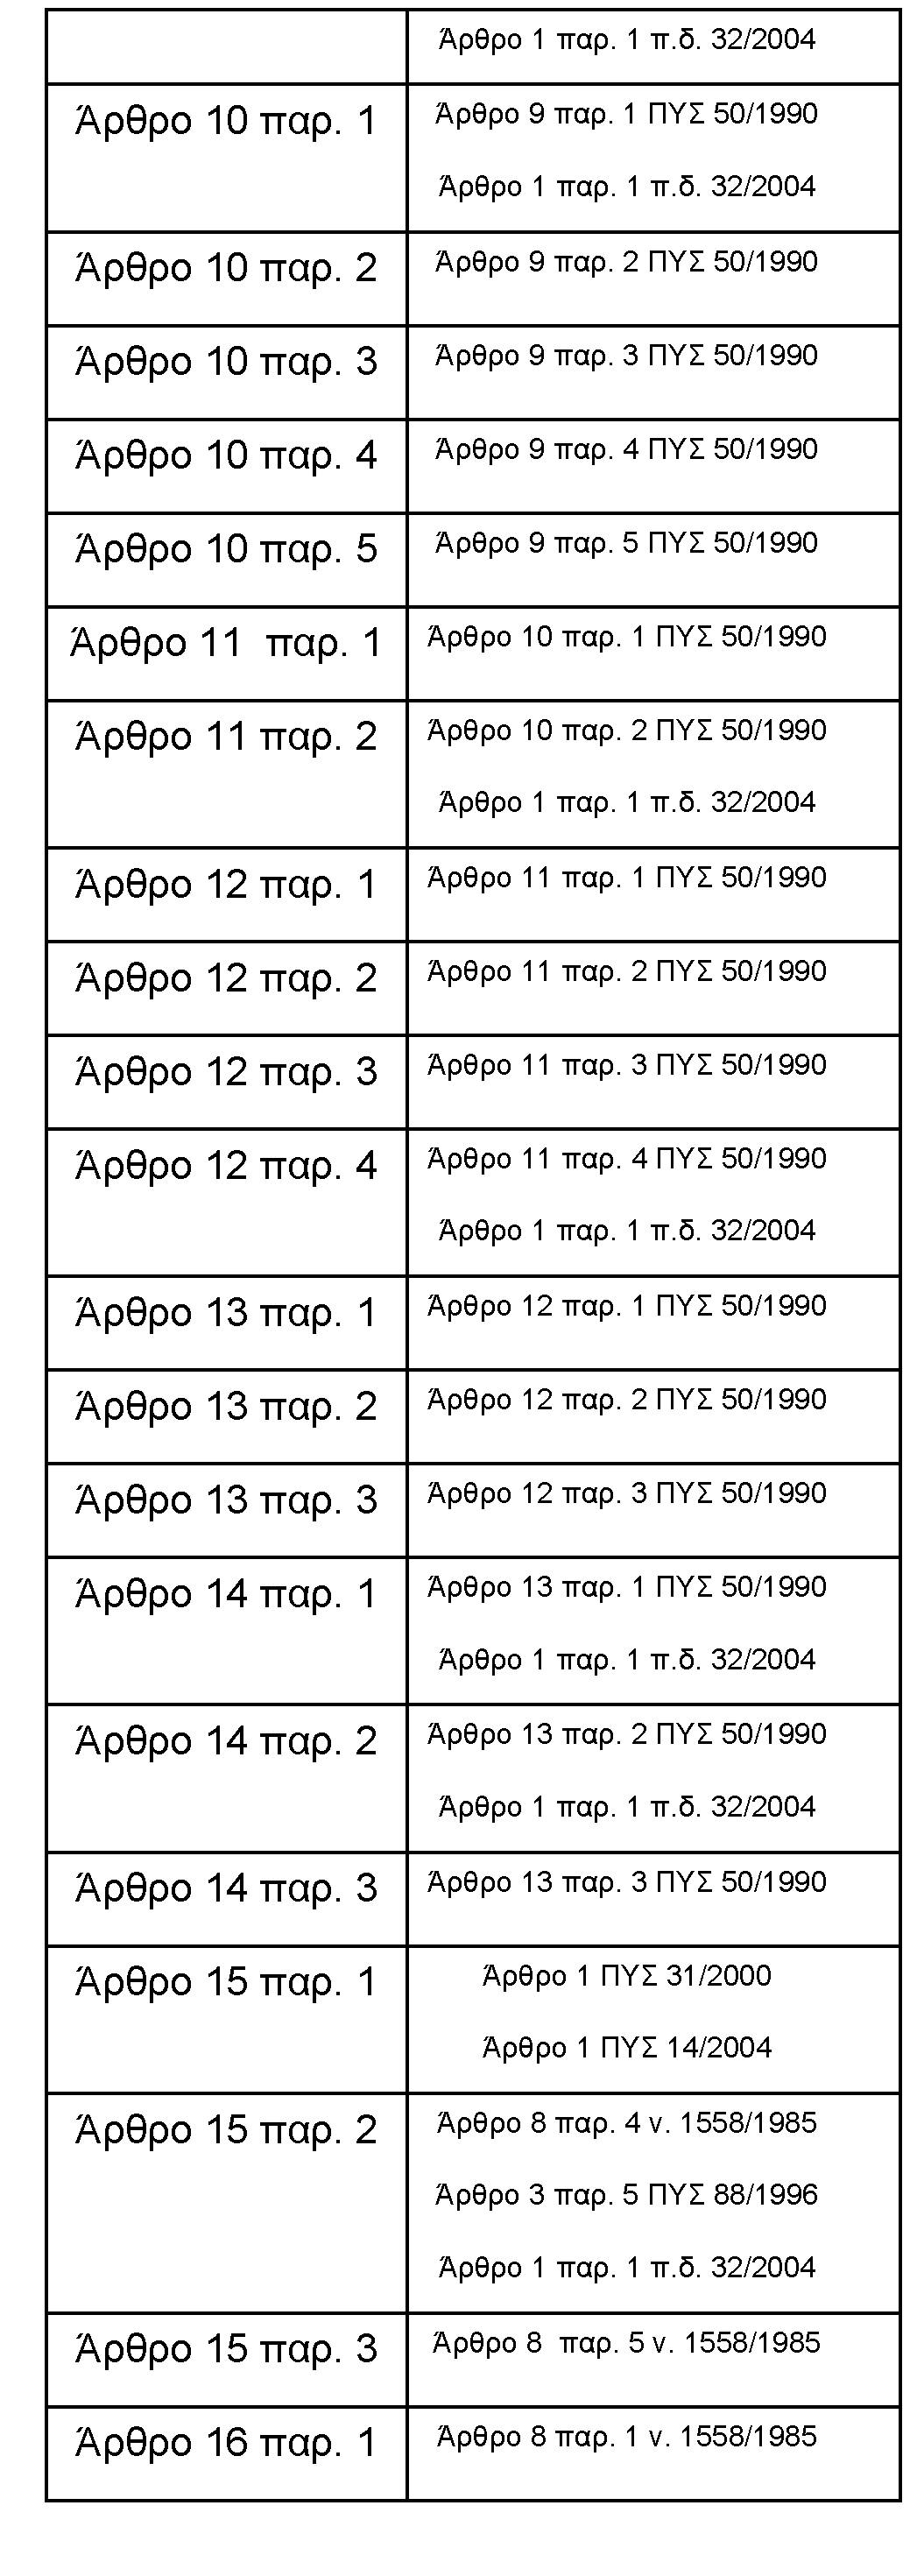 Άρθρο 1 παρ. 1 π.δ. 32/2004
Άρθρο 10 παρ. 1
Άρθρο 9 παρ. 1 ΠΥΣ 50/1990
Άρθρο 1 παρ. 1 π.δ. 32/2004
Άρθρο 10 παρ. 2
Άρθρο 9 παρ. 2 ΠΥΣ 50/1990
Άρθρο 10 παρ. 3
Άρθρο 9 παρ. 3 ΠΥΣ 50/1990
Άρθρο 10 παρ. 4
Άρθρο 9 παρ. 4 ΠΥΣ 50/1990
Άρθρο 10 παρ. 5
Άρθρο 9 παρ. 5 ΠΥΣ 50/1990
Άρθρο 11  παρ. 1
Άρθρο 10 παρ. 1 ΠΥΣ 50/1990
Άρθρο 11 παρ. 2
Άρθρο 10 παρ. 2 ΠΥΣ 50/1990
Άρθρο 1 παρ. 1 π.δ. 32/2004
Άρθρο 12 παρ. 1
Άρθρο 11 παρ. 1 ΠΥΣ 50/1990
Άρθρο 12 παρ. 2
Άρθρο 11 παρ. 2 ΠΥΣ 50/1990
Άρθρο 12 παρ. 3
Άρθρο 11 παρ. 3 ΠΥΣ 50/1990
Άρθρο 12 παρ. 4
Άρθρο 11 παρ. 4 ΠΥΣ 50/1990
Άρθρο 1 παρ. 1 π.δ. 32/2004
Άρθρο 13 παρ. 1
Άρθρο 12 παρ. 1 ΠΥΣ 50/1990
Άρθρο 13 παρ. 2
Άρθρο 12 παρ. 2 ΠΥΣ 50/1990
Άρθρο 13 παρ. 3
Άρθρο 12 παρ. 3 ΠΥΣ 50/1990
Άρθρο 14 παρ. 1
Άρθρο 13 παρ. 1 ΠΥΣ 50/1990
Άρθρο 1 παρ. 1 π.δ. 32/2004
Άρθρο 14 παρ. 2
Άρθρο 13 παρ. 2 ΠΥΣ 50/1990
Άρθρο 1 παρ. 1 π.δ. 32/2004
Άρθρο 14 παρ. 3
Άρθρο 13 παρ. 3 ΠΥΣ 50/1990
Άρθρο 15 παρ. 1
Άρθρο 1 ΠΥΣ 31/2000
Άρθρο 1 ΠΥΣ 14/2004
Άρθρο 15 παρ. 2
Άρθρο 8 παρ. 4 ν. 1558/1985
Άρθρο 3 παρ. 5 ΠΥΣ 88/1996
Άρθρο 1 παρ. 1 π.δ. 32/2004
Άρθρο 15 παρ. 3
Άρθρο 8  παρ. 5 ν. 1558/1985
Άρθρο 16 παρ. 1
Άρθρο 8 παρ. 1 ν. 1558/1985